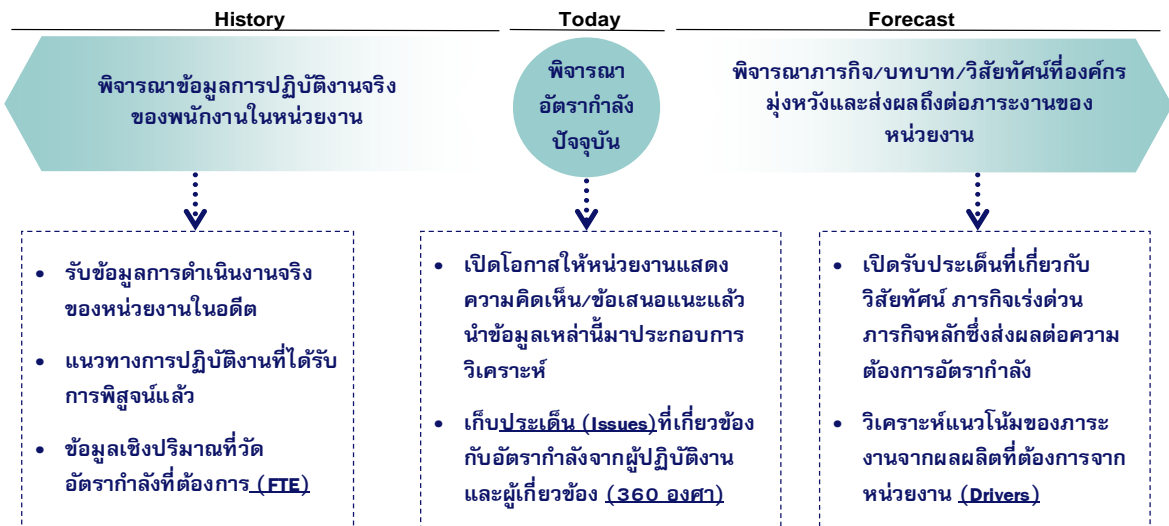 History
Today
Forecast
พิจารณาข้อมูลการปฏิบัติงานจริง
ของพนักงานในหน่วยงาน
พิจารณา
อัตรากำลัง
ปัจจุบัน
พิจารณาภารกิจ/บทบาท/วิสัยทัศน์ที่องค์กร
มุ่งหวังและส่งผลถึงต่อภาระงานของ
หน่วยงาน
• รับข้อมูลการดำเนินงานจริง
ของหน่วยงานในอดีต
• แนวทางการปฏิบัติงานที่ได้รับ
การพิสูจน์แล้ว
• ข้อมูลเชิงปริมาณที่วัด
อัตรากำลังที่ต้องการ (FTE)
• เปิดโอกาสให้หน่วยงานแสดง
ความคิดเห็น/ข้อเสนอแนะแล้ว
นำข้อมูลเหล่านี้มาประกอบการ
วิเคราะห์
• เก็บประเด็น (Issues)ที่เกี่ยวข้อง
กับอัตรากำลังจากผู้ปฏิบัติงาน
และผู้เกี่ยวข้อง (360 องศา)
• เปิดรับประเด็นที่เกี่ยวกับ
วิสัยทัศน์ ภารกิจเร่งด่วน
ภารกิจหลักซึ่งส่งผลต่อความ
ต้องการอัตรากำลัง
• วิเคราะห์แนวโน้มของภาระ
งานจากผลผลิตที่ต้องการจาก
หน่วยงาน (Drivers)